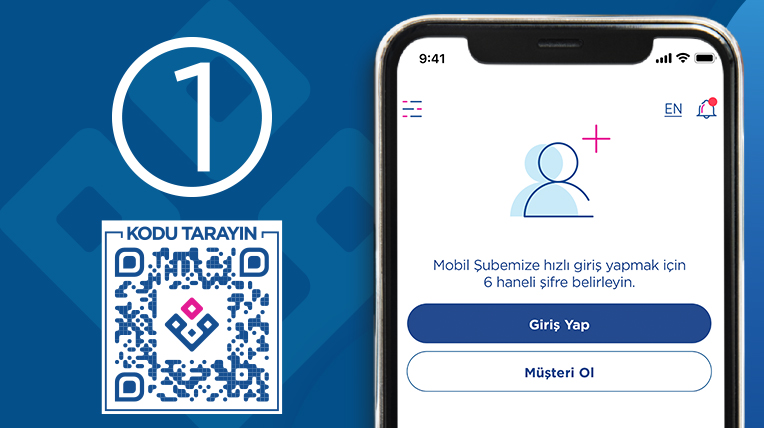 1
KODU TARAYIN
9:41
EN
Mobil Şubemize hızlı giriş yapmak için
6 haneli şifre belirleyin.
Giriş Yap
Müşteri Ol